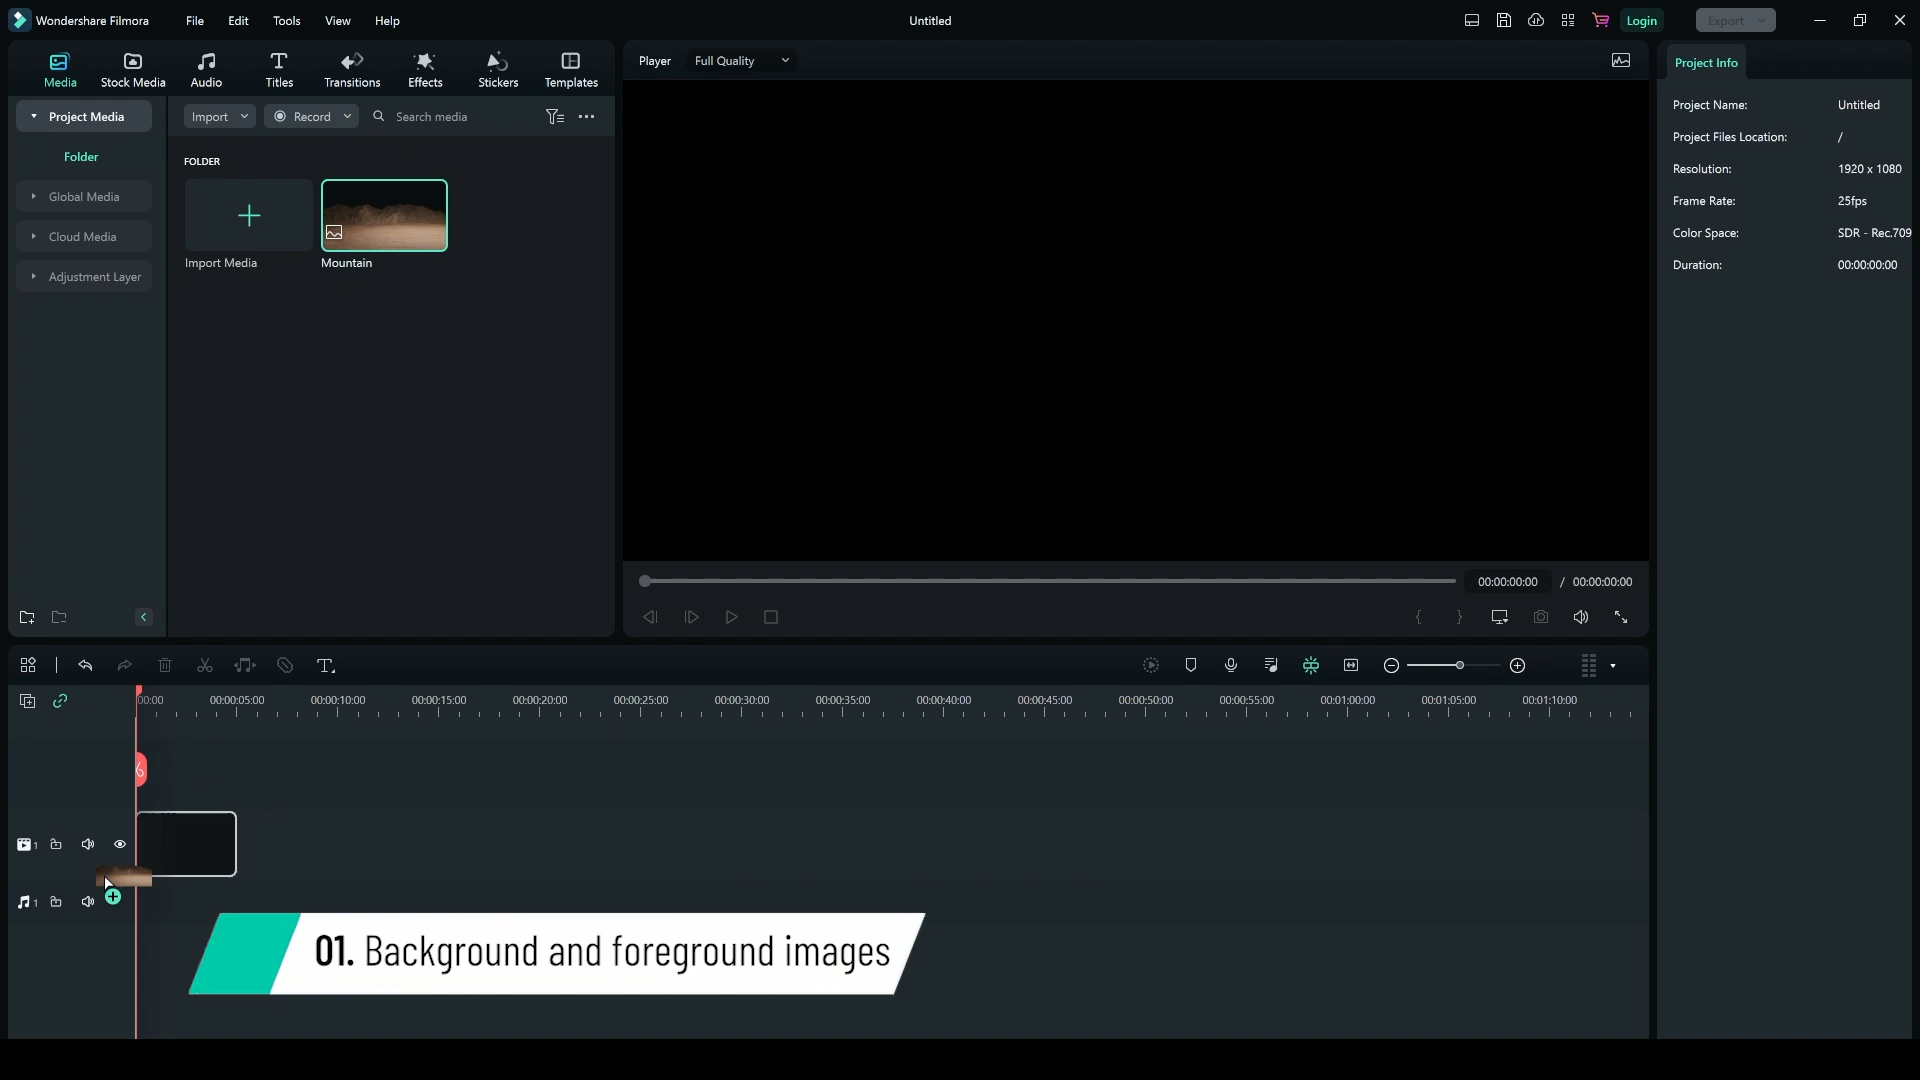 Wondershare Filmora File Edit Tools View Help Untitled Login Export
Media Stock Media Audio Titles Transitions Effects Stickers Templates
Player Full Quality
Project Info
Project Media
Import Record Search media
Folder
FOLDER
Global Media
Cloud Media
Adjustment Layer
Import Media Mountain
Project Name: Untitled
Project Files Location: /
Resolution: 1920 x 1080
Frame Rate: 25fps
Color Space: SDR - Rec.709
Duration: 00:00:00:00
00:00:00:00 / 00:00:00:00
00:00 00:00:05:00 00:00:10:00 00:00:15:00 00:00:20:00 00:00:25:00 00:00:30:00 00:00:35:00 00:00:40:00 00:00:45:00 00:00:50:00 00:00:55:00 00:01:00:00 00:01:05:00 00:01:10:00
1
1
01. Background and foreground images